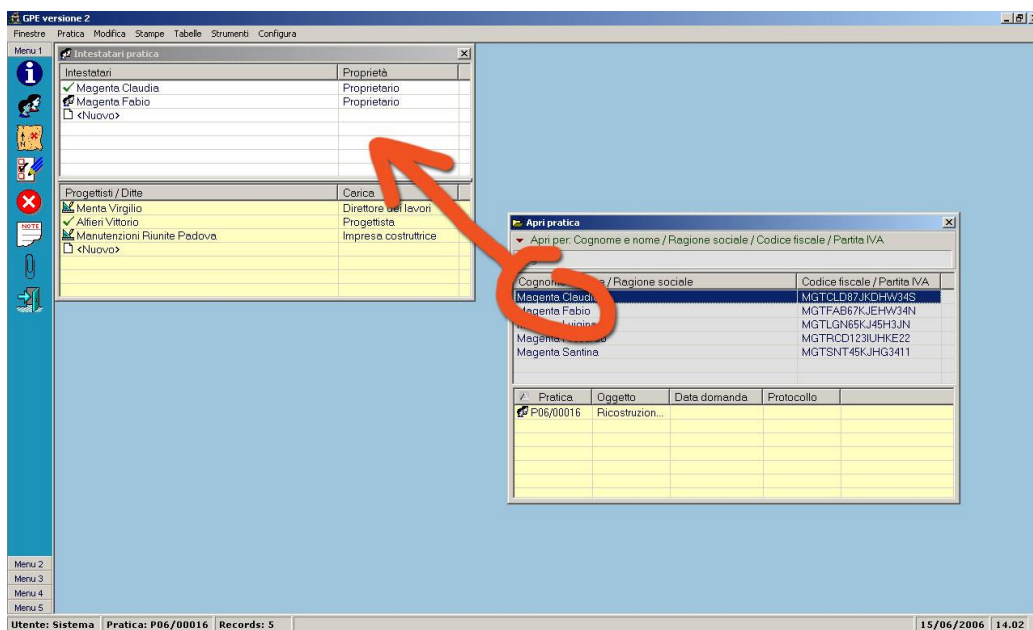 GPE versione 2
Finestre Pratica Modifica Stampe Tabelle Strumenti Configura
Menu 1
Intestatari pratica
Intestatari Proprietà
Magenta Claudia Proprietario
Magenta Fabio Proprietario
<Nuovo>
Progettisti / Ditte Carica
Menta Virgilio Direttore dei lavori
Alfieri Vittorio Progettista
Manutenzioni Riunite Padova Impresa costruttrice
<Nuovo>
NOTE
Apri pratica
Apri per: Cognome e nome / Ragione sociale / Codice fiscale / Partita IVA
Cognome / Ragione sociale Codice fiscale / Partita IVA
Magenta Claudia MGTCLD87JKDHW34S
Magenta Fabio MGTFAB67KJEHW34N
Luigina MGTLGN65KJ45H3JN
Magenta MGTRCD123IUHKE22
Magenta Santina MGTSNT45KJHG3411
Pratica Oggetto Data domanda Protocollo
P06/00016 Ricostruzion...
Menu 2
Menu 3
Menu 4
Menu 5
Utente: Sistema Pratica: P06/00016 Records: 5 15/06/2006 14.02